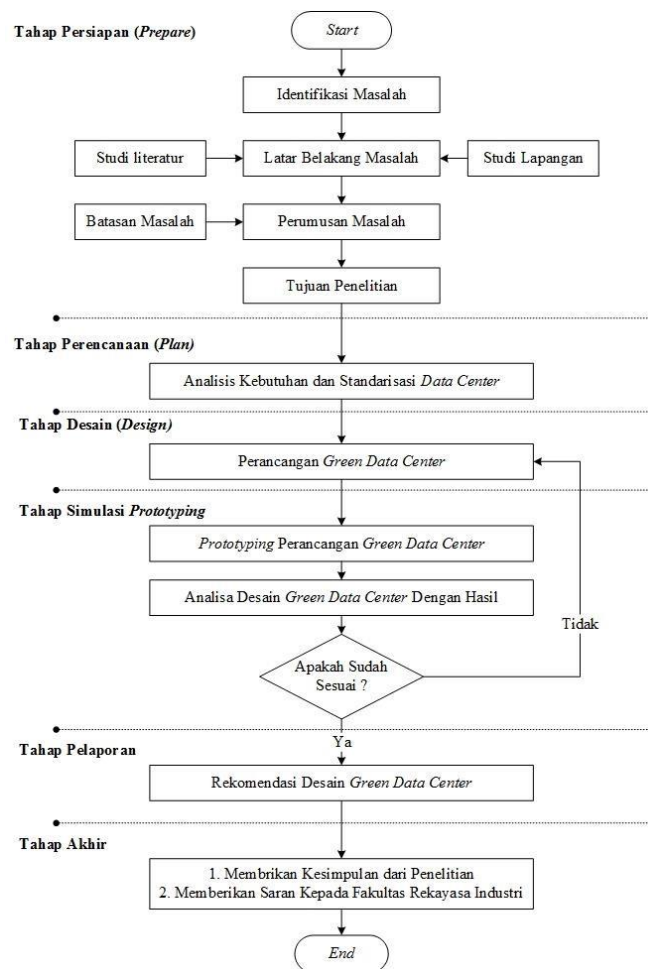 Tahap Persiapan (Prepare)
Start
Identifikasi Masalah
Studi literatur
Latar Belakang Masalah
Studi Lapangan
Batasan Masalah
Perumusan Masalah
Tujuan Penelitian
Tahap Perencanaan (Plan)
Analisis Kebutuhan dan Standarisasi Data Center
Tahap Desain (Design)
Perancangan Green Data Center
Tahap Simulasi Prototyping
Prototyping Perancangan Green Data Center
Analisa Desain Green Data Center Dengan Hasil
Tidak
Apakah Sudah
Sesuai ?
Ya
Tahap Pelaporan
Rekomendasi Desain Green Data Center
Tahap Akhir
1. Membrikan Kesimpulan dari Penelitian
2. Memberikan Saran Kepada Fakultas Rekayasa Industri
End